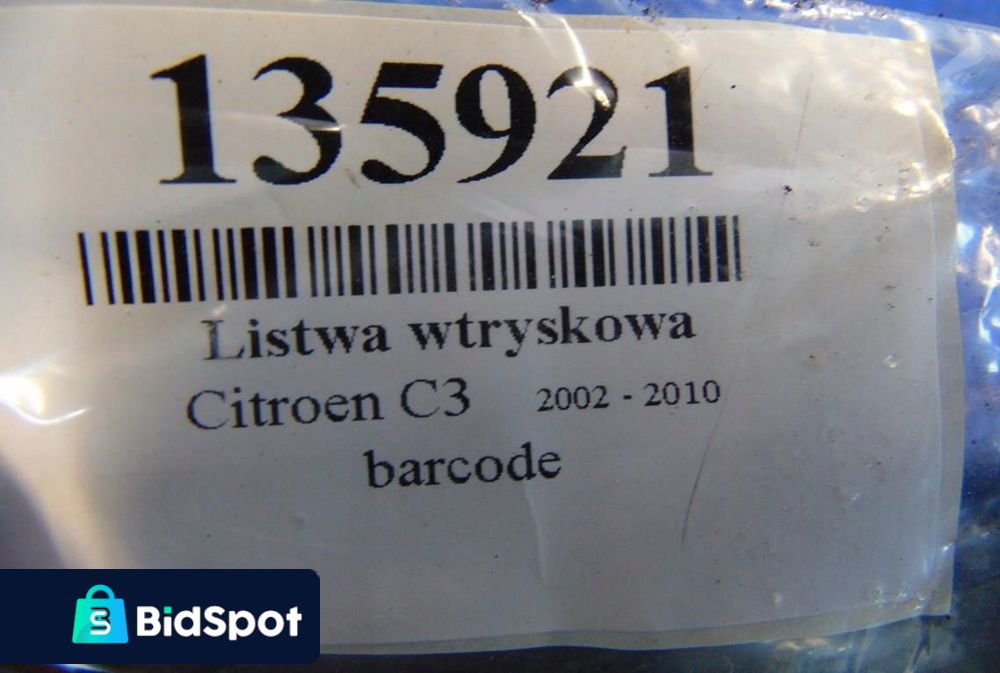 135921
Listwa wtryskowa
Citroen C3 2002 - 2010
barcode
BidSpot